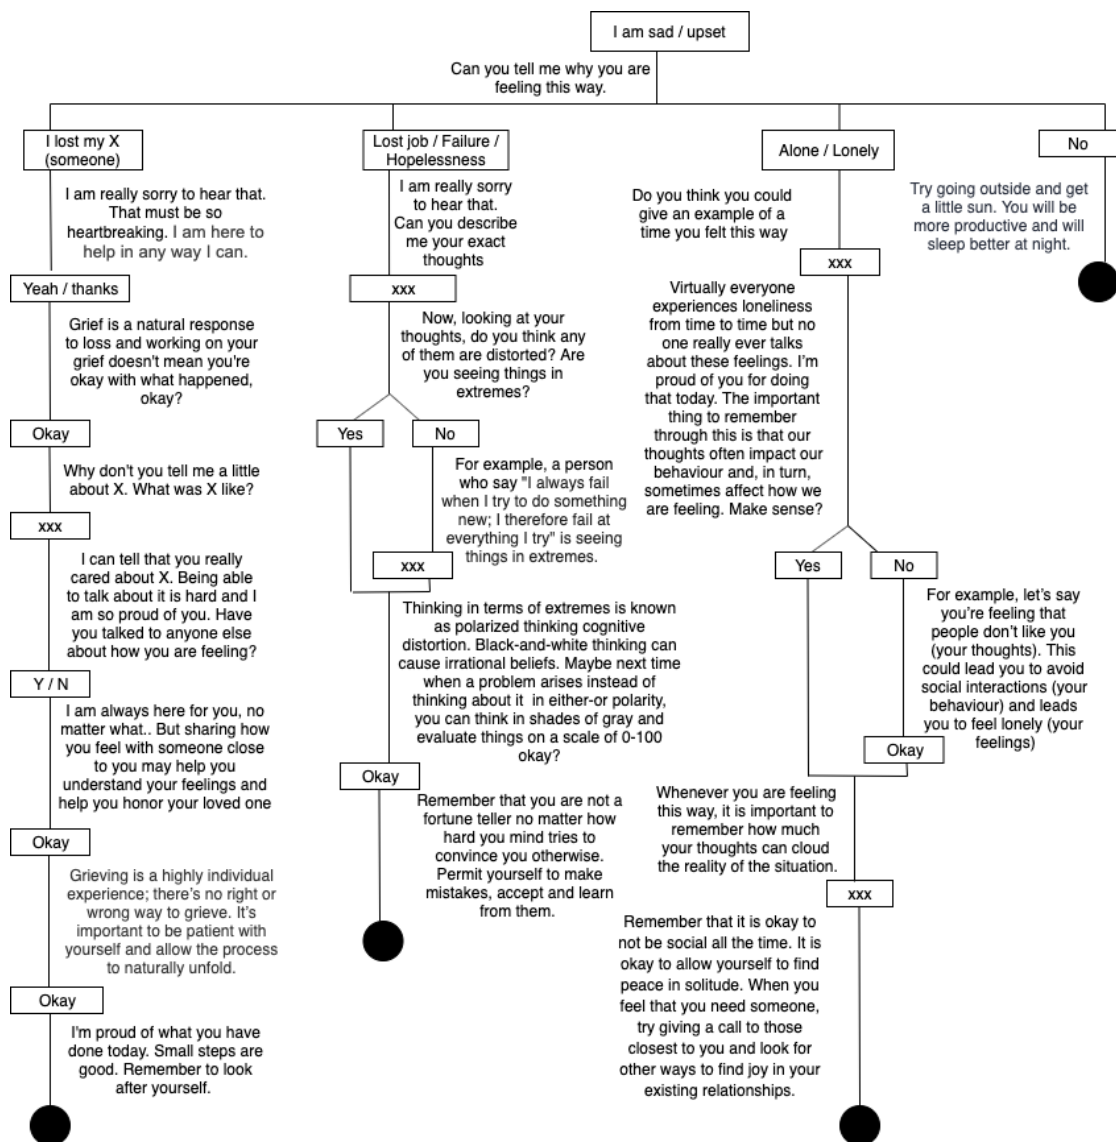 I am sad / upset
Can you tell me why you are
feeling this way.
I lost my X
(someone)
I am really sorry to hear that.
That must be so
heartbreaking. I am here to
help in any way I can.
Yeah / thanks
Grief is a natural response
to loss and working on your
grief doesn't mean you're
okay with what happened,
okay?
Okay
Why don't you tell me a little
about X. What was X like?
xxx
I can tell that you really
cared about X. Being able
to talk about it is hard and I
am so proud of you. Have
you talked to anyone else
about how you are feeling?
Y / N
I am always here for you, no
matter what.. But sharing how
you feel with someone close
to you may help you
understand your feelings and
help you honor your loved one
Okay
Grieving is a highly individual
experience; there's no right or
wrong way to grieve. It's
important to be patient with
yourself and allow the process
to naturally unfold.
Okay
I'm proud of what you have
done today. Small steps are
good. Remember to look
after yourself.
Lost job / Failure /
Hopelessness
I am really sorry
to hear that.
Can you describe
me your exact
thoughts
xxx
Now, looking at your
thoughts, do you think any
of them are distorted? Are
you seeing things in
extremes?
Yes
No
For example, a person
who say "I always fail
when I try to do something
new; I therefore fail at
everything I try" is seeing
things in extremes.
xxx
Thinking in terms of extremes is known
as polarized thinking cognitive
distortion. Black-and-white thinking can
cause irrational beliefs. Maybe next time
when a problem arises instead of
thinking about it in either-or polarity,
you can think in shades of gray and
evaluate things on a scale of 0-100
okay?
Okay
Remember that you are not a
fortune teller no matter how
hard you mind tries to
convince you otherwise.
Permit yourself to make
mistakes, accept and learn
from them.
Alone / Lonely
Do you think you could
give an example of a
time you felt this way
xxx
Virtually everyone
experiences loneliness
from time to time but no
one really ever talks
about these feelings. I'm
proud of you for doing
that today. The important
thing to remember
through this is that our
thoughts often impact our
behaviour and, in turn,
sometimes affect how we
are feeling. Make sense?
Yes
No
For example, let's say
you're feeling that
people don't like you
(your thoughts). This
could lead you to avoid
social interactions (your
behaviour) and leads
you to feel lonely (your
feelings)
Okay
Whenever you are feeling
this way, it is important to
remember how much
your thoughts can cloud
the reality of the situation.
xxx
Remember that it is okay to
not be social all the time. It is
okay to allow yourself to find
peace in solitude. When you
feel that you need someone,
try giving a call to those
closest to you and look for
other ways to find joy in your
existing relationships.
No
Try going outside and get
a little sun. You will be
more productive and will
sleep better at night.